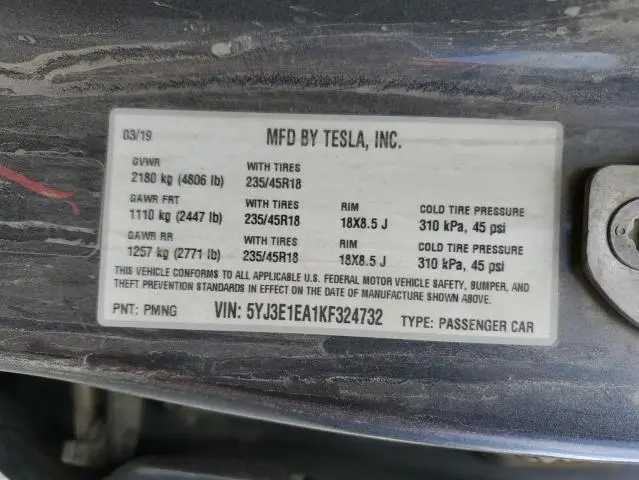 03/19 MFD BY TESLA, INC.
GVWR WITH TIRES
2180 kg (4806 lb) 235/45R18
GAWR FRT WITH TIRES RIM COLD TIRE PRESSURE
1110 kg (2447 lb) 235/45R18 18X8.5 J 310 kPa, 45 psi
GAWR RR WITH TIRES RIM COLD TIRE PRESSURE
1257 kg (2771 lb) 235/45R18 18X8.5 J 310 kPa, 45 psi
THIS VEHICLE CONFORMS TO ALL APPLICABLE U.S. FEDERAL MOTOR VEHICLE SAFETY, BUMPER, AND
THEFT PREVENTION STANDARDS IN EFFECT ON THE DATE OF MANUFACTURE SHOWN ABOVE.
PNT: PMNG VIN: 5YJ3E1EA1KF324732 TYPE: PASSENGER CAR